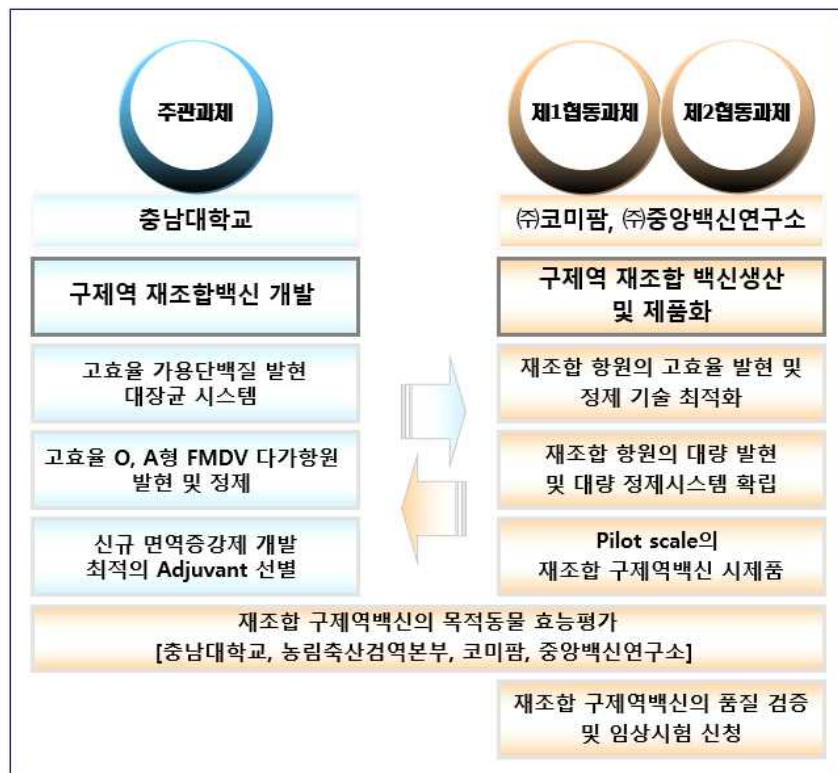 주관과제
충남대학교
구제역 재조합백신 개발
고효율 가용단백질 발현
대장균 시스템
고효율 O, A형 FMDV 다가항원
발현 및 정제
신규 면역증강제 개발
최적의 Adjuvant 선별
제1협동과제
제2협동과제
㈜코미팜, ㈜중앙백신연구소
구제역 재조합 백신생산
및 제품화
재조합 항원의 고효율 발현 및
정제 기술 최적화
재조합 항원의 대량 발현
및 대량 정제시스템 확립
Pilot scale의
재조합 구제역백신 시제품
재조합 구제역백신의 목적동물 효능평가
[충남대학교, 농림축산검역본부, 코미팜, 중앙백신연구소]
재조합 구제역백신의 품질 검증
및 임상시험 신청